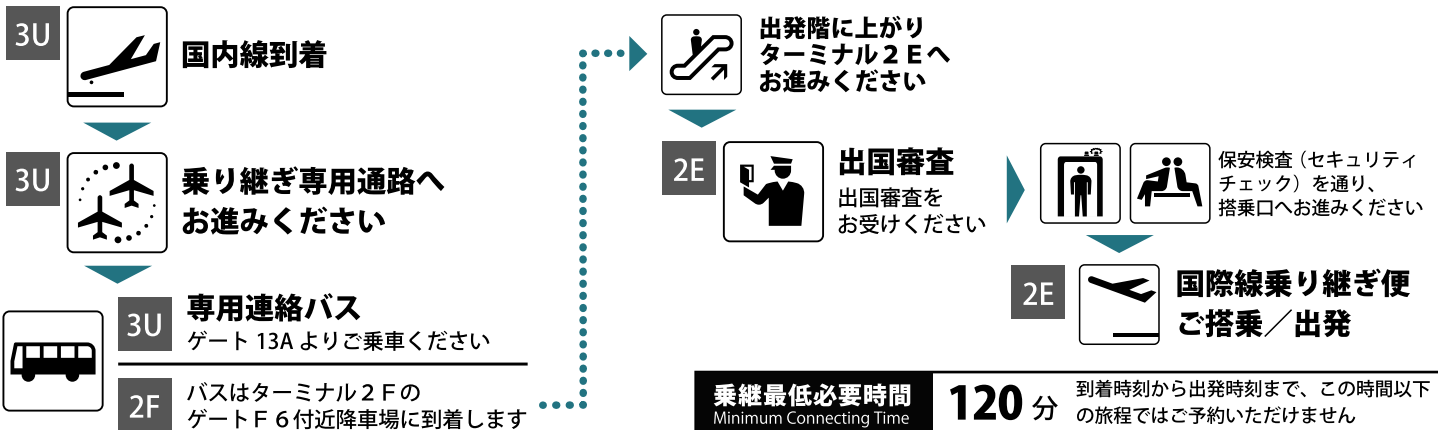 3U
国内線到着
3U
乗り継ぎ専用通路へ
お進みください
3U
専用連絡バス
ゲート 13A よりご乗車ください
2F
バスはターミナル２Ｆの
ゲートＦ６付近降車場に到着します
出発階に上がり
ターミナル２Ｅへ
お進みください
2E
出国審査
出国審査を
お受けください
保安検査（セキュリティ
チェック）を通り、
搭乗口へお進みください
2E
国際線乗り継ぎ便
ご搭乗／出発
乗継最低必要時間
Minimum Connecting Time
120 分
到着時刻から出発時刻まで、この時間以下
の旅程ではご予約いただけません